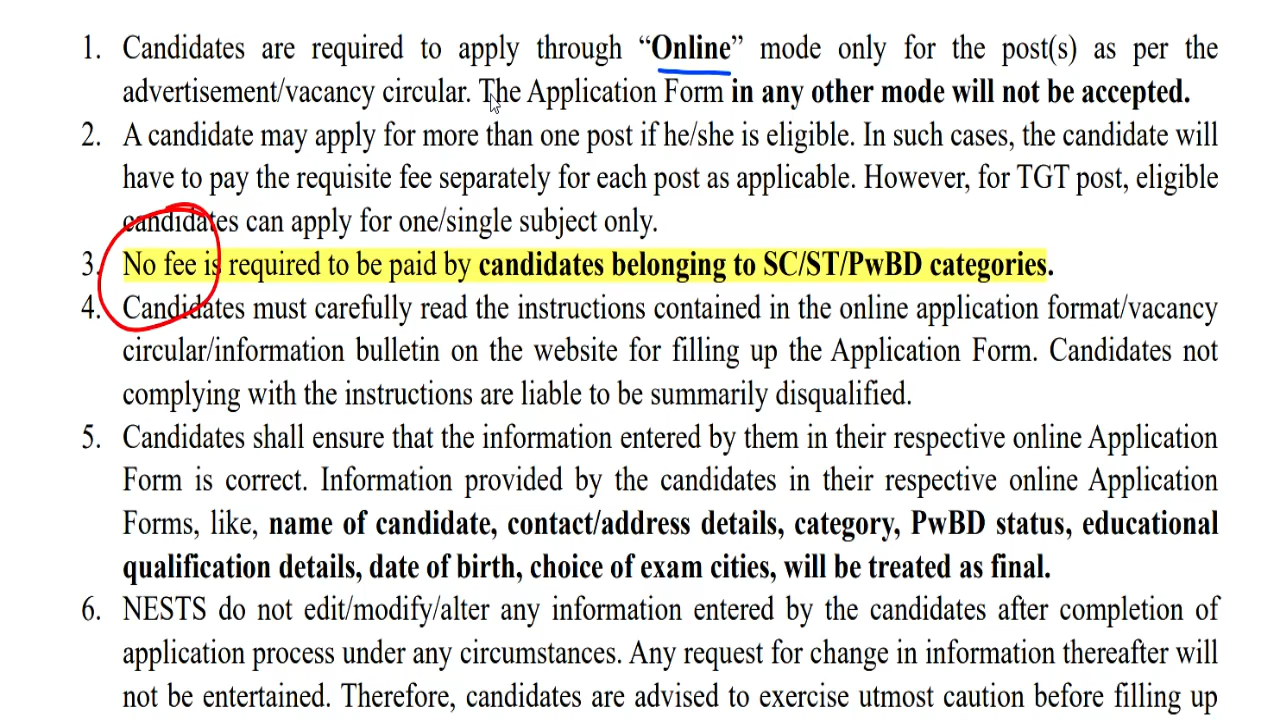 1. Candidates are required to apply through “Online” mode only for the post(s) as per the
advertisement/vacancy circular. The Application Form in any other mode will not be accepted.
2. A candidate may apply for more than one post if he/she is eligible. In such cases, the candidate will
have to pay the requisite fee separately for each post as applicable. However, for TGT post, eligible
candidates can apply for one/single subject only.
3. No fee is required to be paid by candidates belonging to SC/ST/PwBD categories.
4. Candidates must carefully read the instructions contained in the online application format/vacancy
circular/information bulletin on the website for filling up the Application Form. Candidates not
complying with the instructions are liable to be summarily disqualified.
5. Candidates shall ensure that the information entered by them in their respective online Application
Form is correct. Information provided by the candidates in their respective online Application
Forms, like, name of candidate, contact/address details, category, PwBD status, educational
qualification details, date of birth, choice of exam cities, will be treated as final.
6. NESTS do not edit/modify/alter any information entered by the candidates after completion of
application process under any circumstances. Any request for change in information thereafter will
not be entertained. Therefore, candidates are advised to exercise utmost caution before filling up